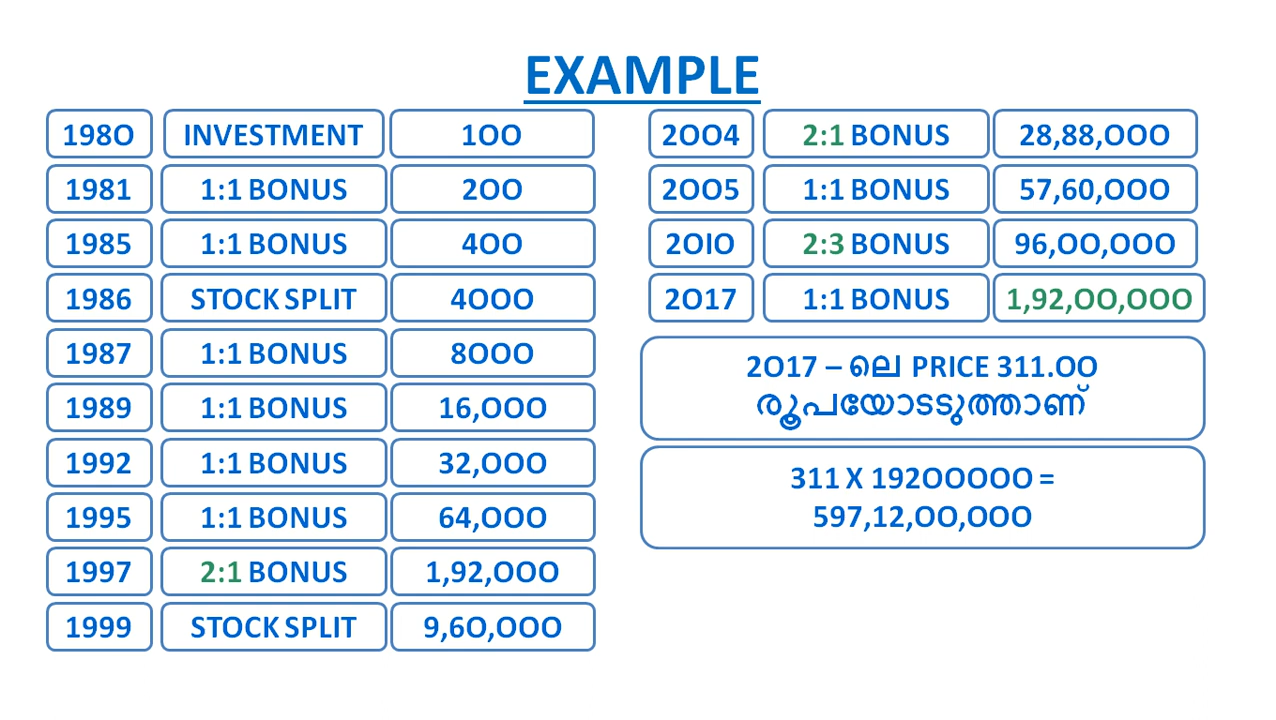 EXAMPLE
1980 INVESTMENT 100
1981 1:1 BONUS 200
1985 1:1 BONUS 400
1986 STOCK SPLIT 4000
1987 1:1 BONUS 8000
1989 1:1 BONUS 16,000
1992 1:1 BONUS 32,000
1995 1:1 BONUS 64,000
1997 2:1 BONUS 1,92,000
1999 STOCK SPLIT 9,60,000
2004 2:1 BONUS 28,88,000
2005 1:1 BONUS 57,60,000
2010 2:3 BONUS 96,00,000
2017 1:1 BONUS 1,92,00,000
2017 – ലെ PRICE 311.00
രൂപയോടടുത്താണ്
311 X 19200000 =
597,12,00,000